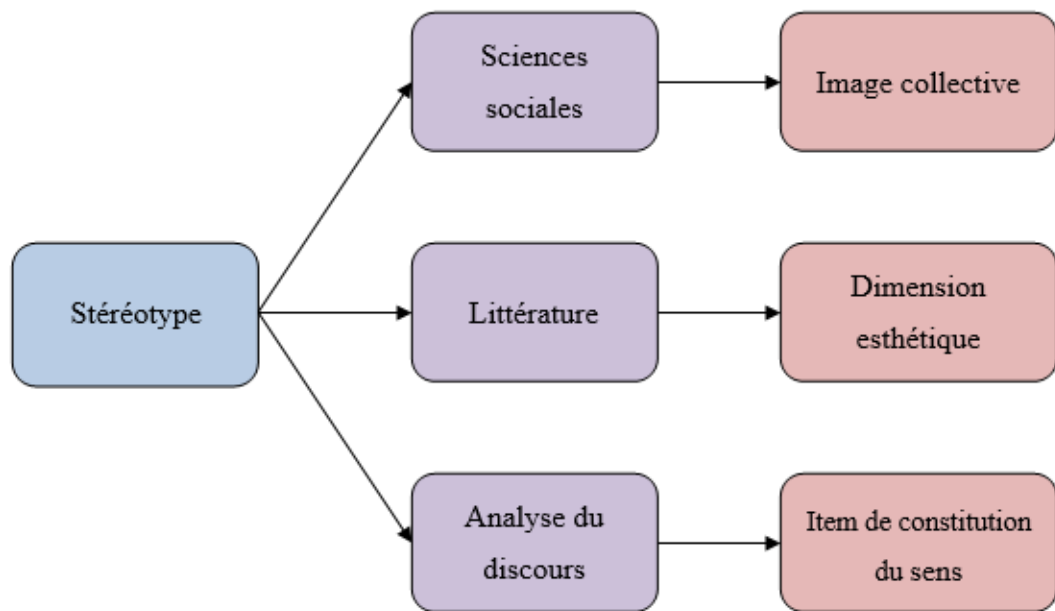 Sciences
sociales
Image collective
Stéréotype
Littérature
Dimension
esthétique
Analyse du
discours
Item de constitution
du sens